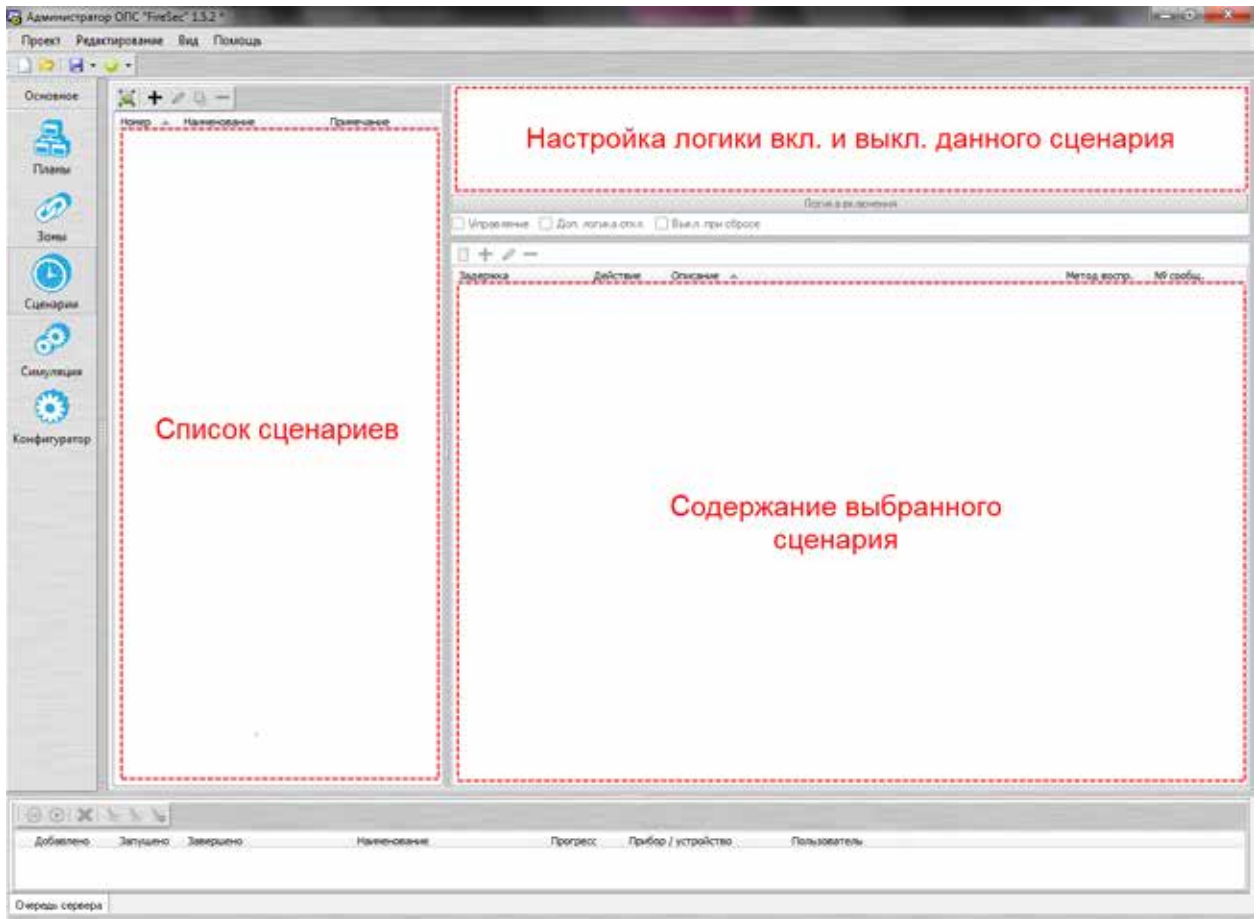 Администратор ОПС "FireSec" 1.5.2 *
Проект Редактирование Вид Помощь
Основное
Планы
Зоны
Сценарии
Симуляция
Конфигуратор
Номер Наименование Примечание
Список сценариев
Настройка логики вкл. и выкл. данного сценария
Логика включения
Управление Доп. логика откл. Выкл. при сбросе
Задержка Действие Описание Метод воспр. № сообщ.
Содержание выбранного
сценария
Добавлено Запущено Завершено Наименование Прогресс Прибор / устройство Пользователь
Очередь сервера